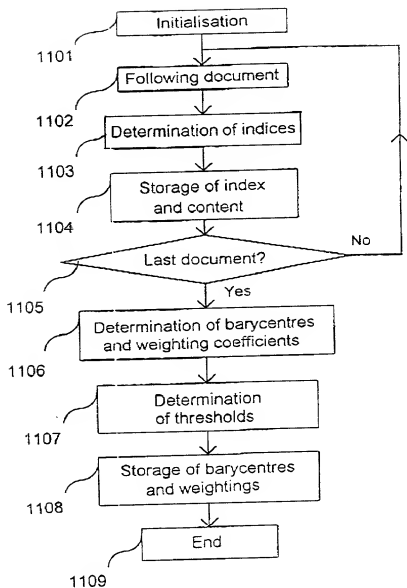 Initialisation
1101
Following document
1102
Determination of indices
1103
Storage of index
and content
1104
Last document?
No
1105
Yes
Determination of barycentres
and weighting coefficients
1106
Determination
of thresholds
1107
Storage of barycentres
and weightings
1108
End
1109